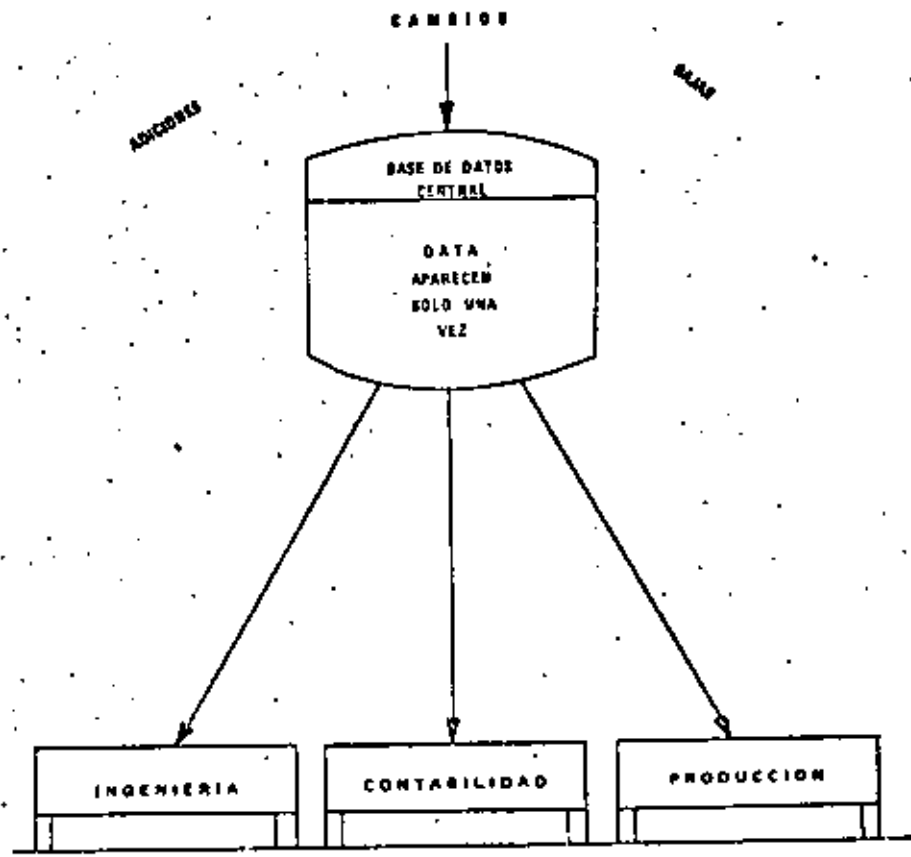 CAMBIOS
ADICIONES
BAJAS
BASE DE DATOS
CENTRAL
DATA
APARECEN
SOLO UNA
VEZ
INGENIERIA
CONTABILIDAD
PRODUCCION